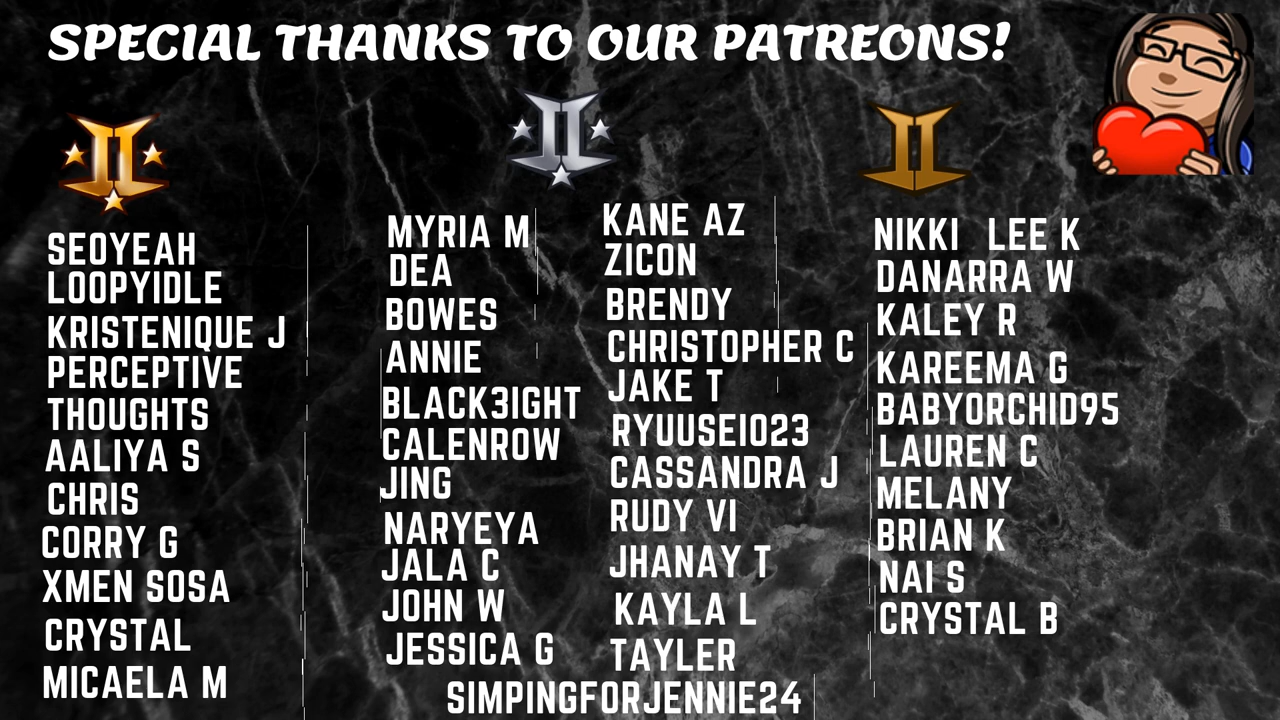 SPECIAL THANKS TO OUR PATREONS!
SEOYEAH
LOOPYIDLE
KRISTENIQUE J
PERCEPTIVE
THOUGHTS
AALIYA S
CHRIS
CORRY G
XMEN SOSA
CRYSTAL
MICAELA M
MYRIA M
DEA
BOWES
ANNIE
BLACK3IGHT
CALENROW
JING
NARYEYA
JALA C
JOHN W
JESSICA G
KANE AZ
ZICON
BRENDY
CHRISTOPHER C
JAKE T
RYUUSEI023
CASSANDRA J
RUDY VI
JHANAY T
KAYLA L
TAYLER
SIMPINGFORJENNIE24
NIKKI LEE K
DANARRA W
KALEY R
KAREEMA G
BABYORCHID95
LAUREN C
MELANY
BRIAN K
NAI S
CRYSTAL B